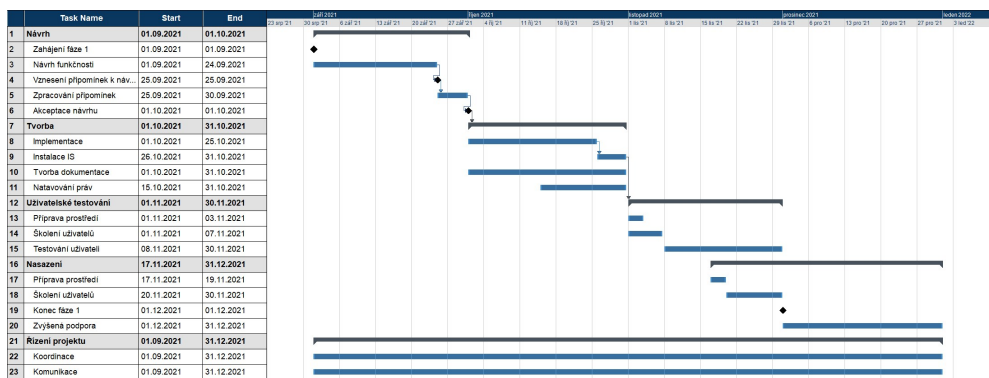 Task Name Start End
září 2021 říjen 2021 listopad 2021 prosinec 2021 leden 2022
23 srp '21 30 srp '21 6 zář '21 13 zář '21 20 zář '21 27 zář '21 4 říj '21 11 říj '21 18 říj '21 25 říj '21 1 lis '21 8 lis '21 15 lis '21 22 lis '21 29 lis '21 6 pro '21 13 pro '21 20 pro '21 27 pro '21 3 led '22
1 Návrh 01.09.2021 01.10.2021
2 Zahájení fáze 1 01.09.2021 01.09.2021
3 Návrh funkčnosti 01.09.2021 24.09.2021
4 Vznesení připomínek k náv... 25.09.2021 25.09.2021
5 Zpracování připomínek 25.09.2021 30.09.2021
6 Akceptace návrhu 01.10.2021 01.10.2021
7 Tvorba 01.10.2021 31.10.2021
8 Implementace 01.10.2021 25.10.2021
9 Instalace IS 26.10.2021 31.10.2021
10 Tvorba dokumentace 01.10.2021 31.10.2021
11 Natavování práv 15.10.2021 31.10.2021
12 Uživatelské testování 01.11.2021 30.11.2021
13 Příprava prostředí 01.11.2021 03.11.2021
14 Školení uživatelů 01.11.2021 07.11.2021
15 Testování uživateli 08.11.2021 30.11.2021
16 Nasazení 17.11.2021 31.12.2021
17 Příprava prostředí 17.11.2021 19.11.2021
18 Školení uživatelů 20.11.2021 30.11.2021
19 Konec fáze 1 01.12.2021 01.12.2021
20 Zvýšená podpora 01.12.2021 31.12.2021
21 Řízení projektu 01.09.2021 31.12.2021
22 Koordinace 01.09.2021 31.12.2021
23 Komunikace 01.09.2021 31.12.2021